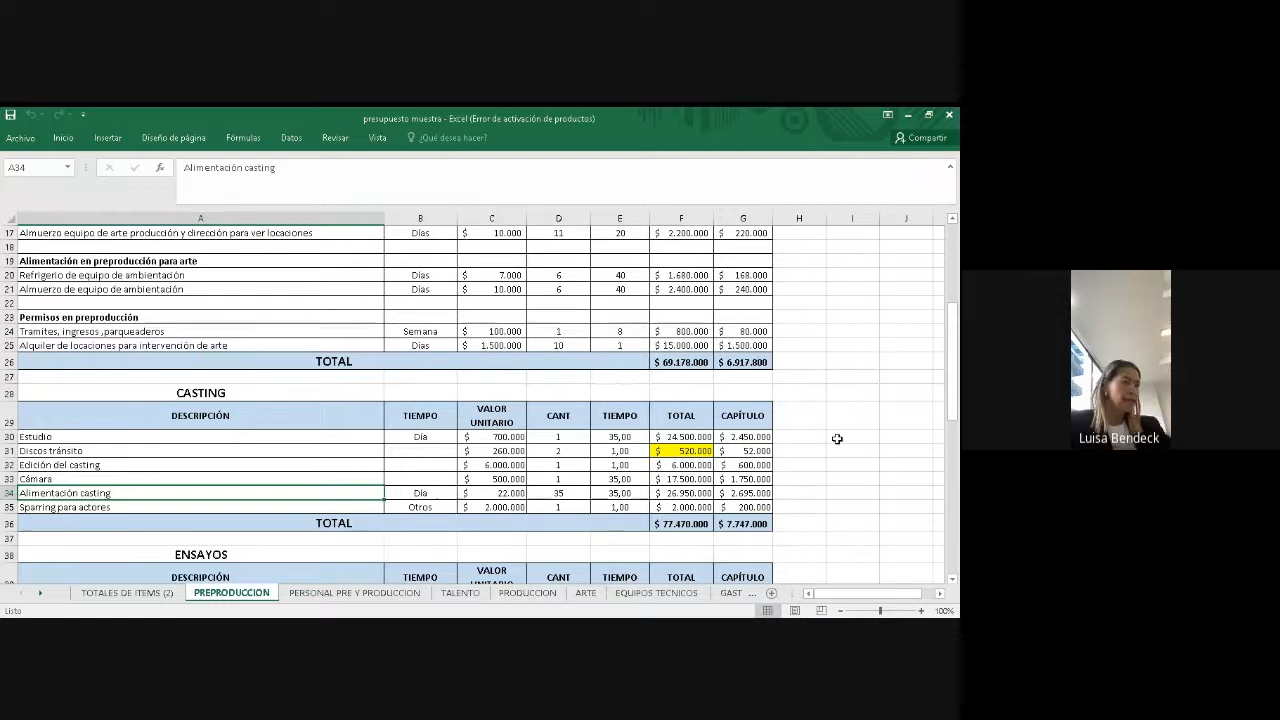 presupuesto muestra - Excel (Error de activación de productos)
Archivo Inicio Insertar Diseño de página Fórmulas Datos Revisar Vista ¿Qué desea hacer? Compartir
A34 fx Alimentación casting
A B C D E F G H I J
17 Almuerzo equipo de arte producción y dirección para ver locaciones Días $ 10.000 11 20 $ 2.200.000 $ 220.000
18
19 Alimentación en preproducción para arte
20 Refrigerio de equipo de ambientación Días $ 7.000 6 40 $ 1.680.000 $ 168.000
21 Almuerzo de equipo de ambientación Días $ 10.000 6 40 $ 2.400.000 $ 240.000
22
23 Permisos en preproducción
24 Tramites, ingresos ,parqueaderos Semana $ 100.000 1 8 $ 800.000 $ 80.000
25 Alquiler de locaciones para intervención de arte Días $ 1.500.000 10 1 $ 15.000.000 $ 1.500.000
26 TOTAL $ 69.178.000 $ 6.917.800
27
28 CASTING
29 DESCRIPCIÓN TIEMPO VALOR UNITARIO CANT TIEMPO TOTAL CAPÍTULO
30 Estudio Día $ 700.000 1 35,00 $ 24.500.000 $ 2.450.000
31 Discos tránsito $ 260.000 2 1,00 $ 520.000 $ 52.000
32 Edición del casting $ 6.000.000 1 1,00 $ 6.000.000 $ 600.000
33 Cámara $ 500.000 1 35,00 $ 17.500.000 $ 1.750.000
34 Alimentación casting Día $ 22.000 35 35,00 $ 26.950.000 $ 2.695.000
35 Sparring para actores Otros $ 2.000.000 1 1,00 $ 2.000.000 $ 200.000
36 TOTAL $ 77.470.000 $ 7.747.000
37
38 ENSAYOS
DESCRIPCIÓN TIEMPO VALOR UNITARIO CANT TIEMPO TOTAL CAPÍTULO
TOTALES DE ITEMS (2) PREPRODUCCION PERSONAL PRE Y PRODUCCION TALENTO PRODUCCION ARTE EQUIPOS TECNICOS GAST ...
Listo 100%
Luisa Bendeck